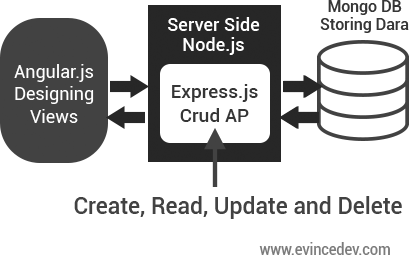 Angular.js
Designing
Views
Server Side
Node.js
Express.js
Crud AP
Mongo DB
Storing Dara
Create, Read, Update and Delete
www.evincedev.com